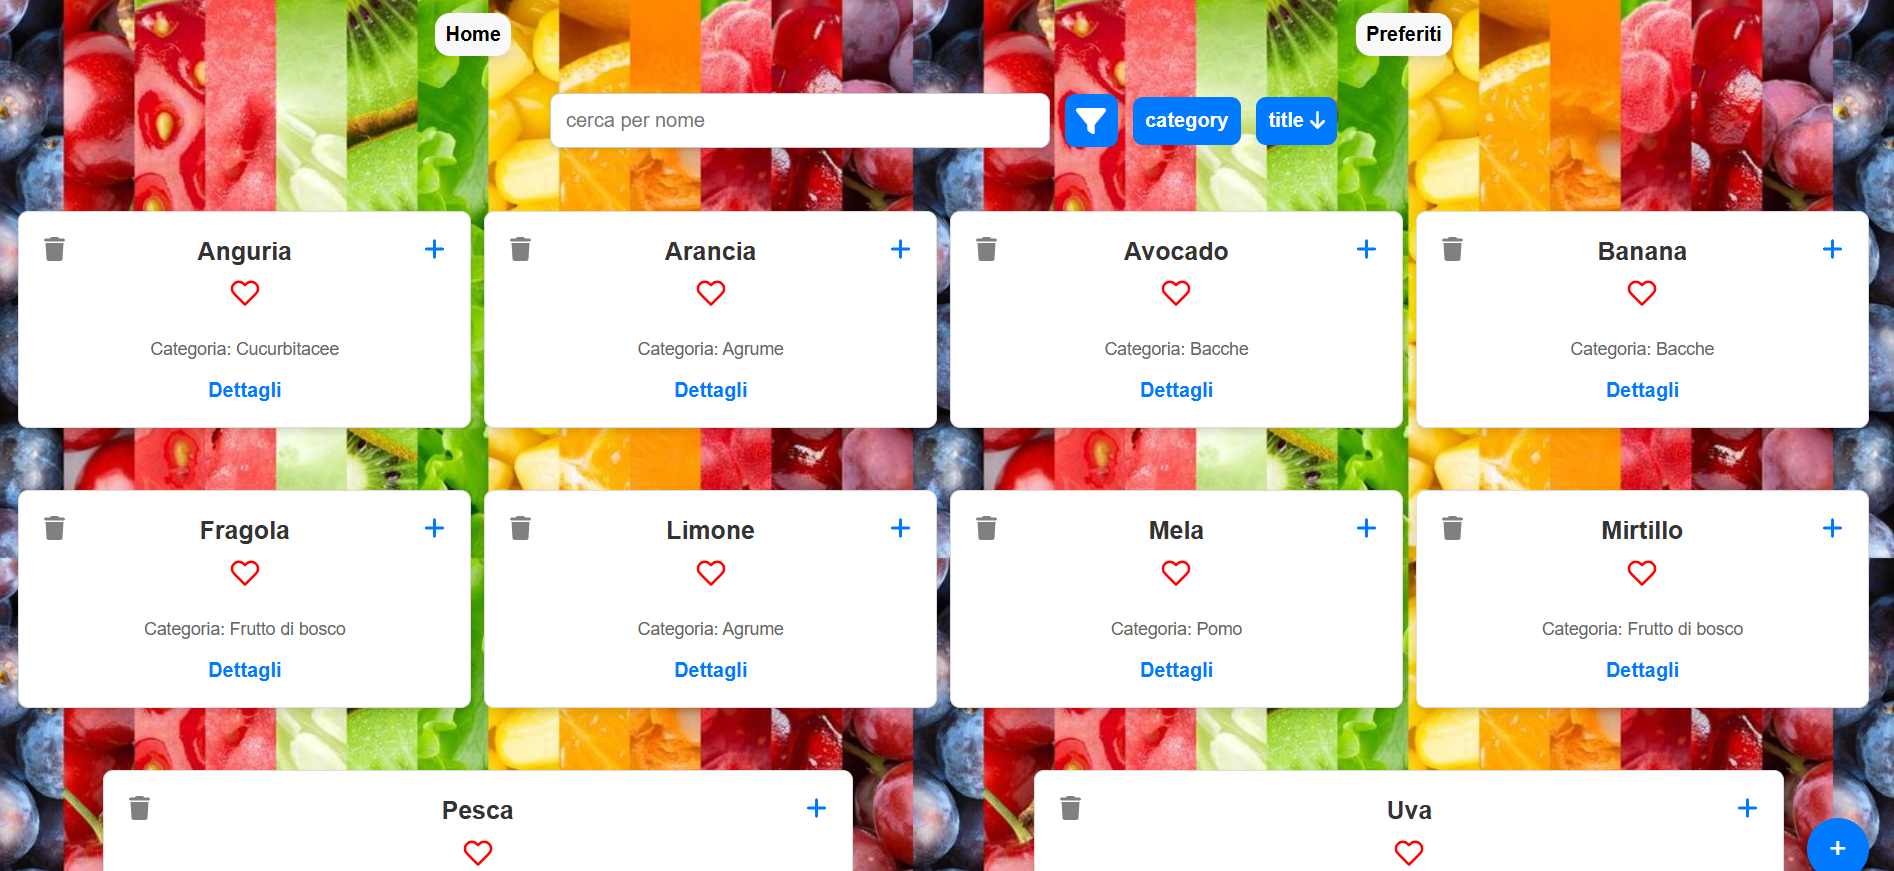 Home
Preferiti
cerca per nome
category
title
Anguria
Arancia
Avocado
Banana
Categoria: Cucurbitacee
Categoria: Agrume
Categoria: Bacche
Categoria: Bacche
Dettagli
Dettagli
Dettagli
Dettagli
Fragola
Limone
Mela
Mirtillo
Categoria: Frutto di bosco
Categoria: Agrume
Categoria: Pomo
Categoria: Frutto di bosco
Dettagli
Dettagli
Dettagli
Dettagli
Pesca
Uva